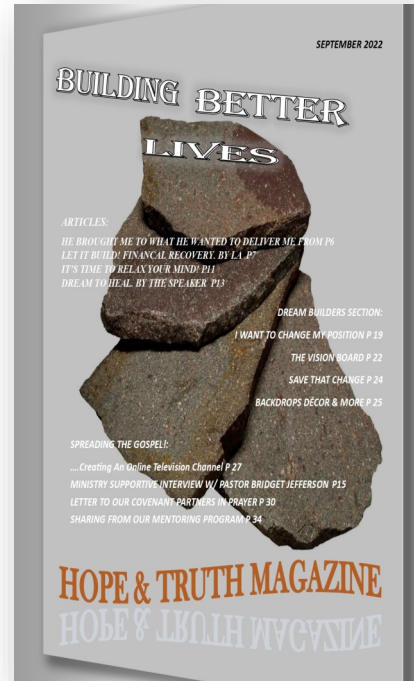 SEPTEMBER 2022
BUILDING BETTER
LIVES
ARTICLES:
HE BROUGHT ME TO WHAT HE WANTED TO DELIVER ME FROM P6
LET IT BUILD! FINANCAL RECOVERY. BY LA P7
IT'S TIME TO RELAX YOUR MIND! P11
DREAM TO HEAL. BY THE SPEAKER P13
DREAM BUILDERS SECTION:
I WANT TO CHANGE MY POSITION P 19
THE VISION BOARD P 22
SAVE THAT CHANGE P 24
BACKDROPS DÉCOR & MORE P 25
SPREADING THE GOSPEL!:
....Creating An Online Television Channel P 27
MINISTRY SUPPORTIVE INTERVIEW W/ PASTOR BRIDGET JEFFERSON P15
LETTER TO OUR COVENANT PARTNERS IN PRAYER P 30
SHARING FROM OUR MENTORING PROGRAM P 34
HOPE & TRUTH MAGAZINE
HOPE & TRUTH MAGAZINE